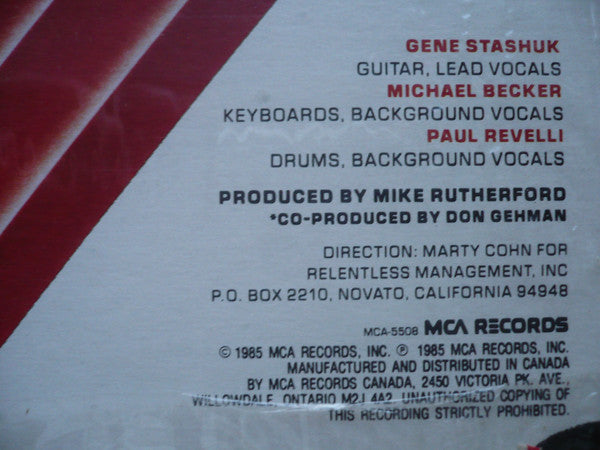 GENE STASHUK
GUITAR, LEAD VOCALS
MICHAEL BECKER
KEYBOARDS, BACKGROUND VOCALS
PAUL REVELLI
DRUMS, BACKGROUND VOCALS
PRODUCED BY MIKE RUTHERFORD
*CO-PRODUCED BY DON GEHMAN
DIRECTION: MARTY COHN FOR
RELENTLESS MANAGEMENT, INC
P.O. BOX 2210, NOVATO, CALIFORNIA 94948
MCA-5508 MCA RECORDS
© 1985 MCA RECORDS, INC. ℗ 1985 MCA RECORDS, INC.
MANUFACTURED AND DISTRIBUTED IN CANADA
BY MCA RECORDS CANADA, 2450 VICTORIA PK. AVE.,
WILLOWDALE, ONTARIO M2J 4A2. UNAUTHORIZED COPYING OF
THIS RECORDING STRICTLY PROHIBITED.